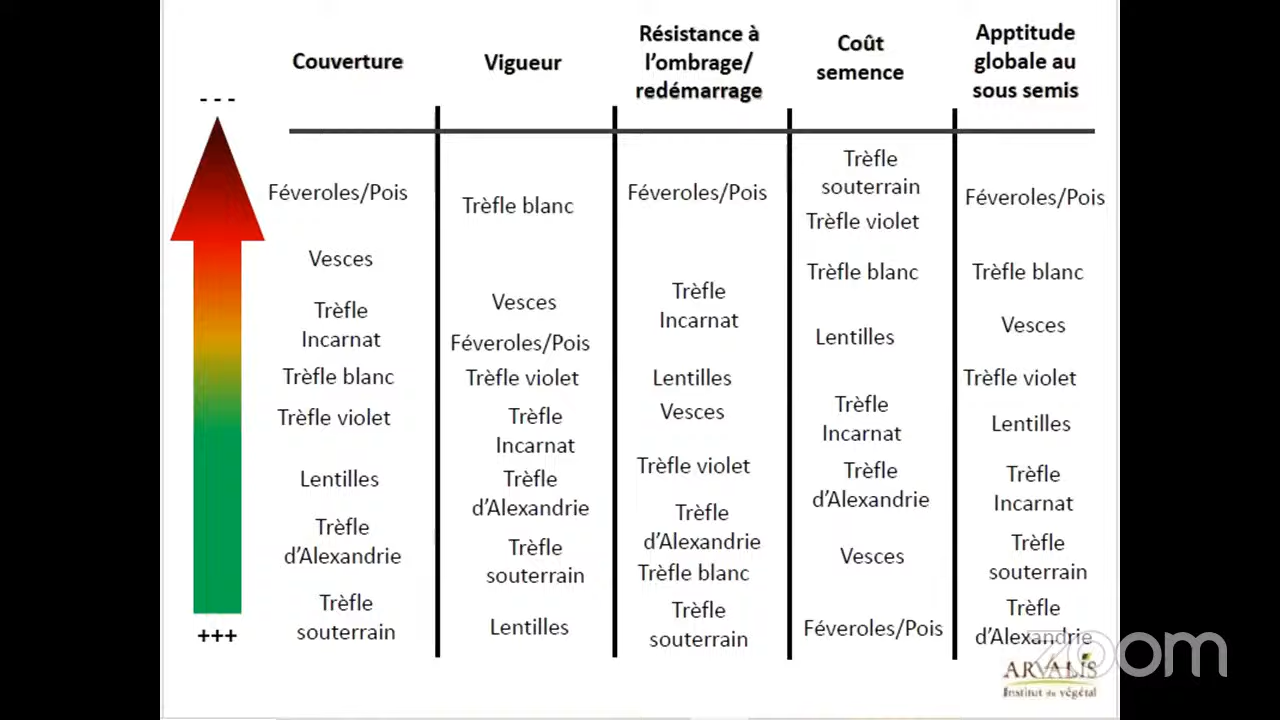 Couverture
Vigueur
Résistance à
l’ombrage/
redémarrage
Coût
semence
Apptitude
globale au
sous semis
- - -
+++
Féveroles/Pois
Vesces
Trèfle
Incarnat
Trèfle blanc
Trèfle violet
Lentilles
Trèfle
d’Alexandrie
Trèfle
souterrain
Trèfle blanc
Vesces
Féveroles/Pois
Trèfle violet
Trèfle
Incarnat
Trèfle
d’Alexandrie
Trèfle
souterrain
Lentilles
Féveroles/Pois
Trèfle
Incarnat
Lentilles
Vesces
Trèfle violet
Trèfle
d’Alexandrie
Trèfle blanc
Trèfle
souterrain
Trèfle
souterrain
Trèfle violet
Trèfle blanc
Lentilles
Trèfle
Incarnat
Trèfle
d’Alexandrie
Vesces
Féveroles/Pois
Féveroles/Pois
Trèfle blanc
Vesces
Trèfle violet
Lentilles
Trèfle
Incarnat
Trèfle
souterrain
Trèfle
d’Alexandrie
zoom
ARVALIS
Institut du végétal